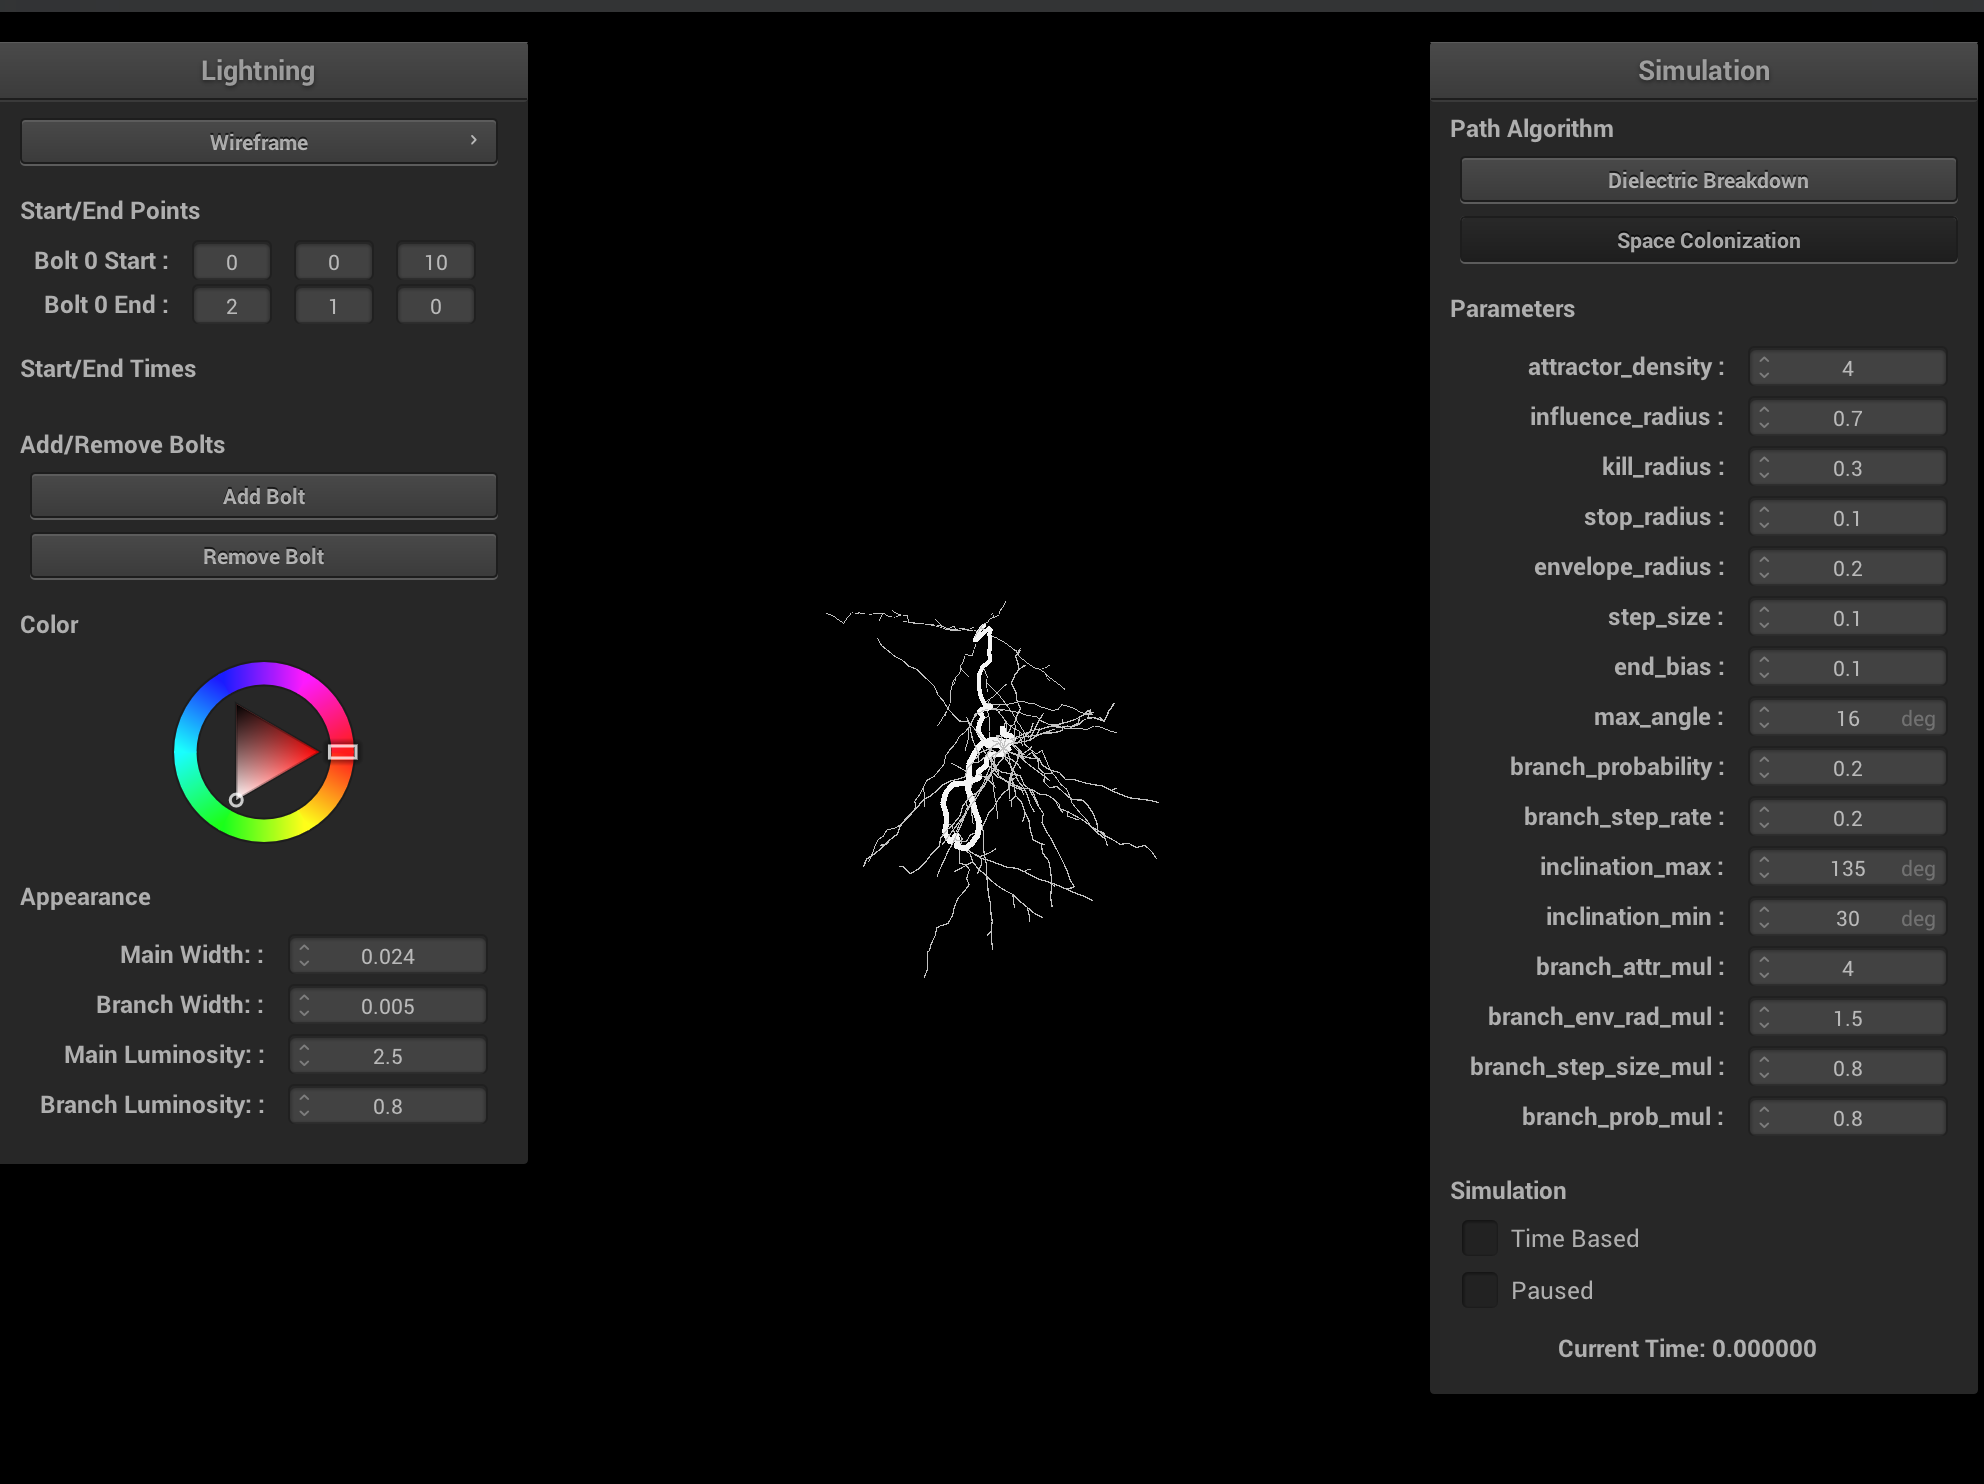 Lightning
Wireframe
Start/End Points
Bolt 0 Start : 0 0 10
Bolt 0 End : 2 1 0
Start/End Times
Add/Remove Bolts
Add Bolt
Remove Bolt
Color
Appearance
Main Width: : 0.024
Branch Width: : 0.005
Main Luminosity: : 2.5
Branch Luminosity: : 0.8
Simulation
Path Algorithm
Dielectric Breakdown
Space Colonization
Parameters
attractor_density : 4
influence_radius : 0.7
kill_radius : 0.3
stop_radius : 0.1
envelope_radius : 0.2
step_size : 0.1
end_bias : 0.1
max_angle : 16 deg
branch_probability : 0.2
branch_step_rate : 0.2
inclination_max : 135 deg
inclination_min : 30 deg
branch_attr_mul : 4
branch_env_rad_mul : 1.5
branch_step_size_mul : 0.8
branch_prob_mul : 0.8
Simulation
Time Based
Paused
Current Time: 0.000000